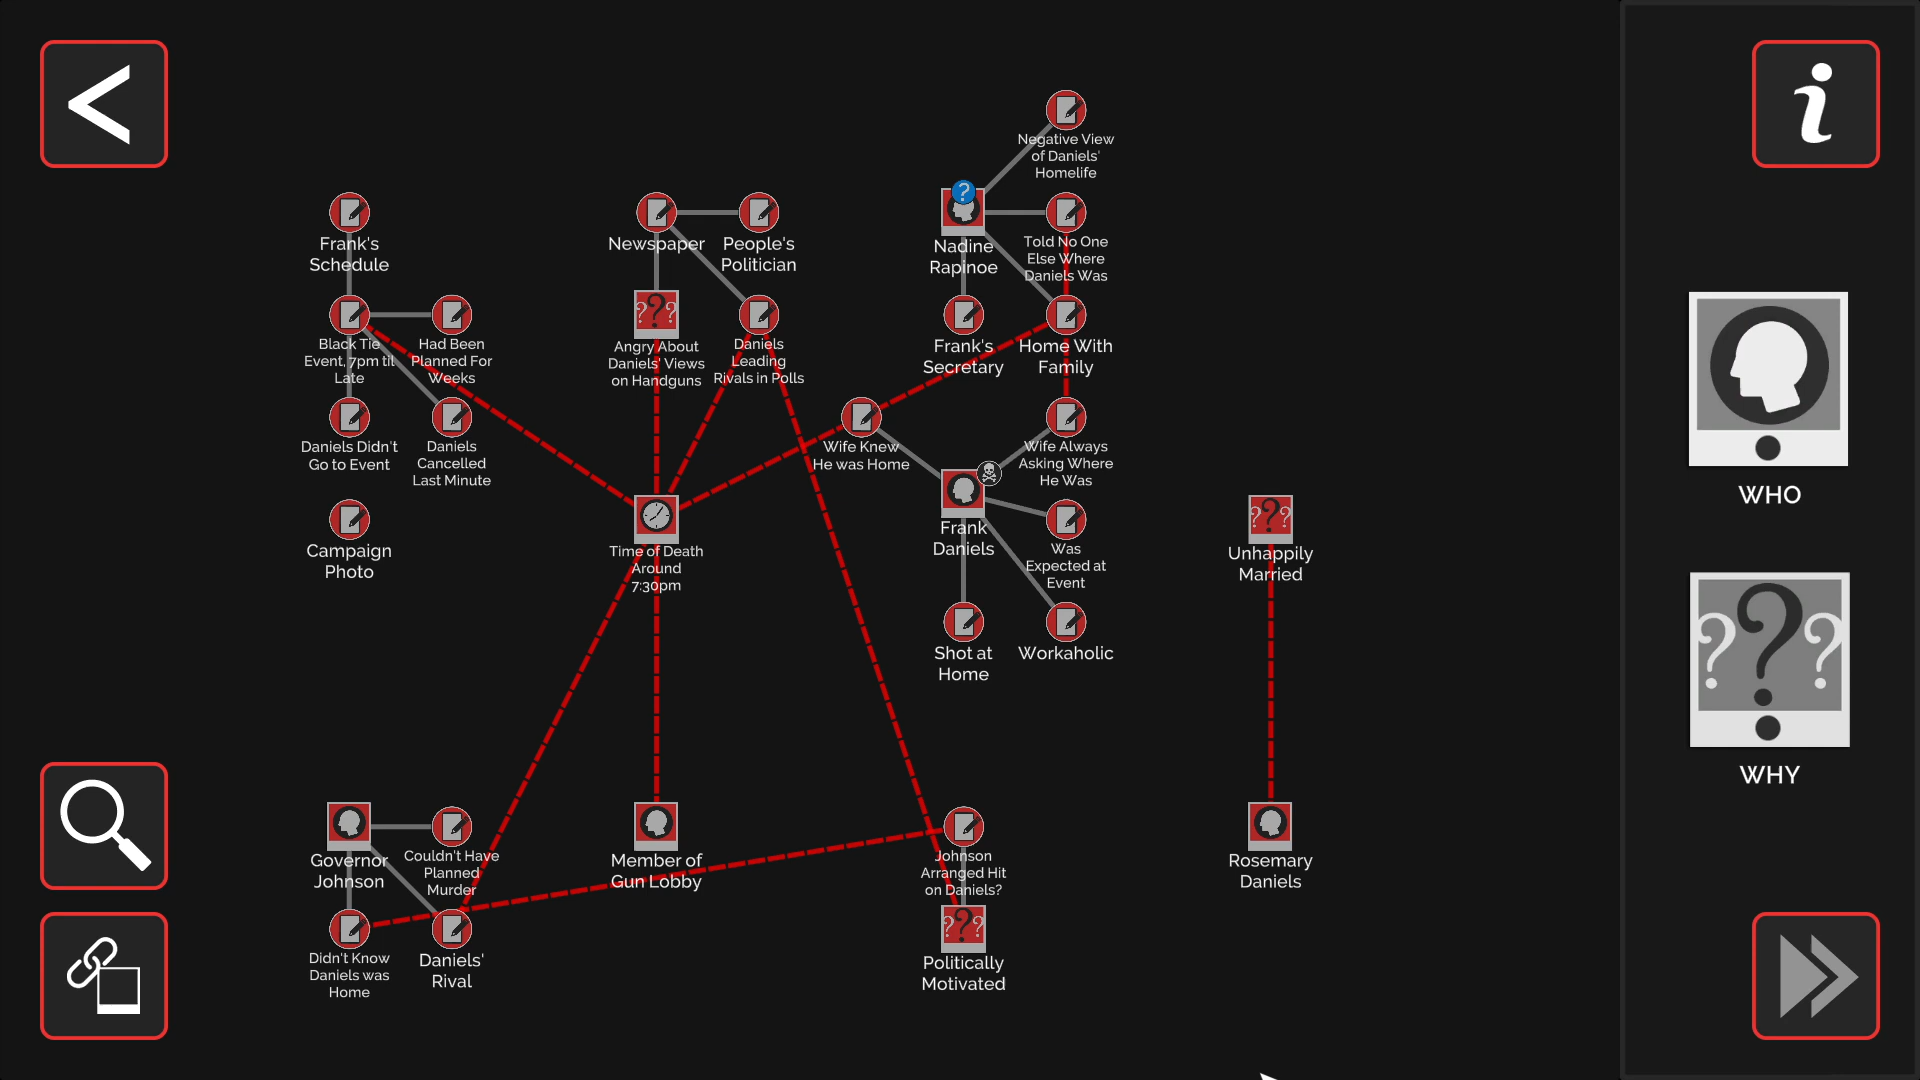 Negative View
of Daniels'
Homelife
Frank's
Schedule
Newspaper
People's
Politician
Nadine
Rapinoe
Told No One
Else Where
Daniels Was
Black Tie
Event, 7pm til
Late
Had Been
Planned For
Weeks
Angry About
Daniels' Views
on Handguns
Daniels
Leading
Rivals in Polls
Frank's
Secretary
Home With
Family
Daniels Didn't
Go to Event
Daniels
Cancelled
Last Minute
Wife Knew
He was Home
Wife Always
Asking Where
He Was
WHO
Campaign
Photo
Time of Death
Around
7:30pm
Frank
Daniels
Was
Expected at
Event
Unhappily
Married
Shot at
Home
Workaholic
WHY
Governor
Johnson
Couldn't Have
Planned
Murder
Member of
Gun Lobby
Johnson
Arranged Hit
on Daniels?
Rosemary
Daniels
Didn't Know
Daniels was
Home
Daniels'
Rival
Politically
Motivated